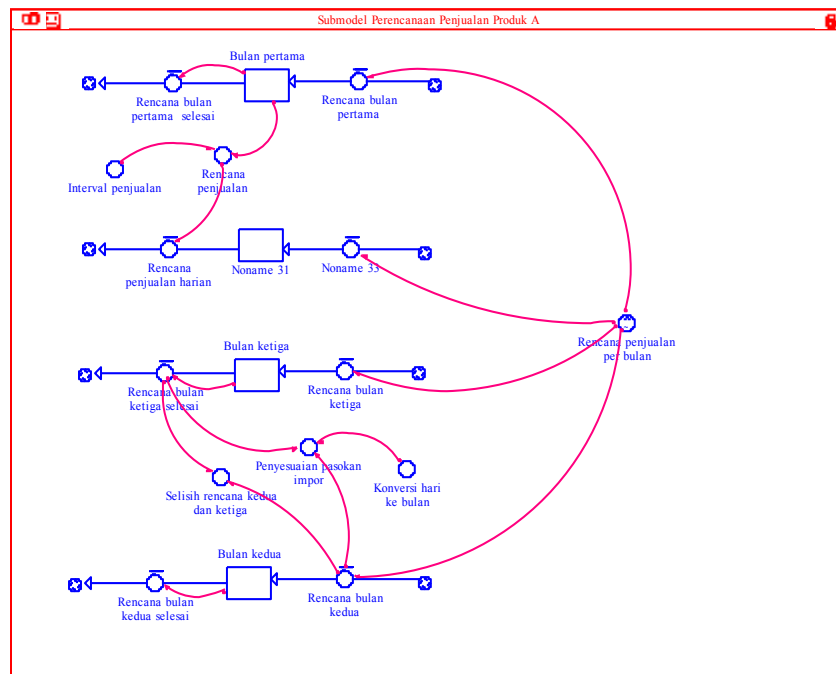 Submodel Perencanaan Penjualan Produk A
Bulan pertama
Rencana bulan
pertama selesai
Rencana bulan
pertama
Interval penjualan
Rencana
penjualan
Rencana
penjualan harian
Noname 31
Noname 33
Rencana penjualan
per bulan
Bulan ketiga
Rencana bulan
ketiga selesai
Rencana bulan
ketiga
Penyesuaian pasokan
impor
Konversi hari
ke bulan
Selisih rencana kedua
dan ketiga
Bulan kedua
Rencana bulan
kedua selesai
Rencana bulan
kedua